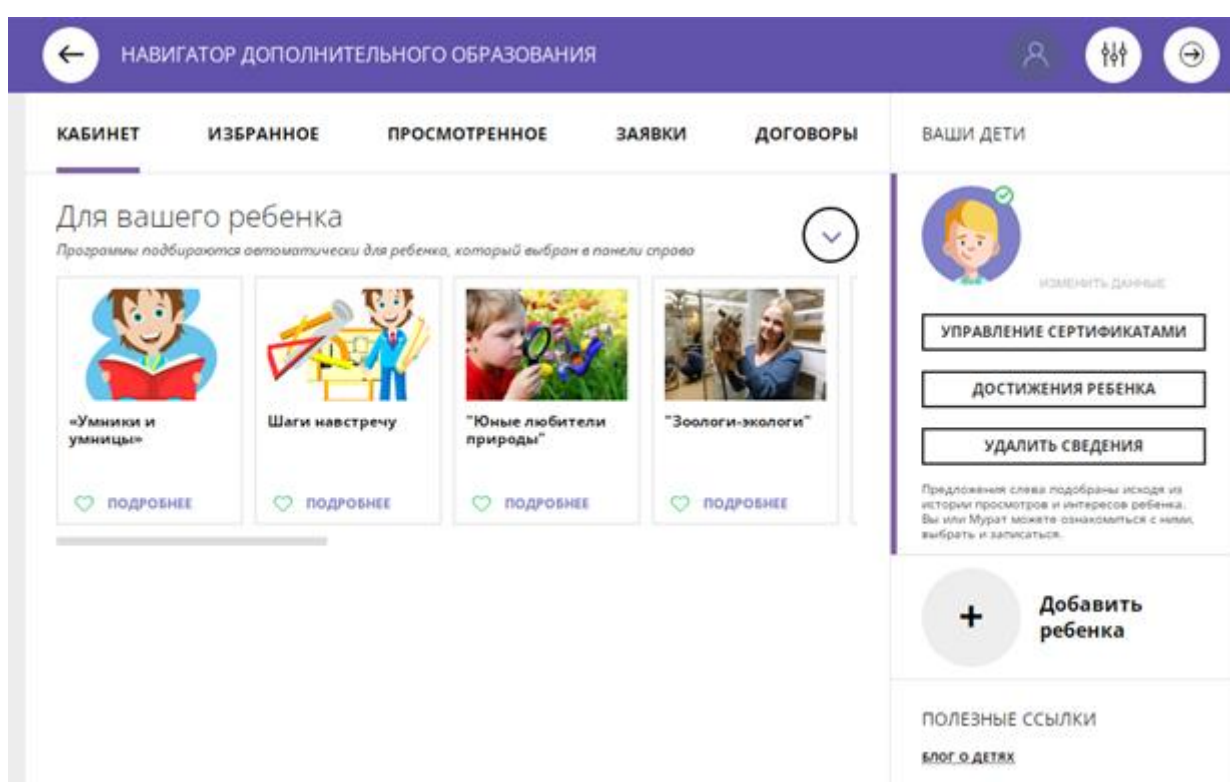 НАВИГАТОР ДОПОЛНИТЕЛЬНОГО ОБРАЗОВАНИЯ
КАБИНЕТ ИЗБРАННОЕ ПРОСМОТРЕННОЕ ЗАЯВКИ ДОГОВОРЫ
Для вашего ребенка
Программы подбираются автоматически для ребенка, который выбран в панели справа
«Умники и
умницы»
ПОДРОБНЕЕ
Шаги навстречу
ПОДРОБНЕЕ
"Юные любители
природы"
ПОДРОБНЕЕ
"Зоологи-экологи"
ПОДРОБНЕЕ
ВАШИ ДЕТИ
ИЗМЕНИТЬ ДАННЫЕ
УПРАВЛЕНИЕ СЕРТИФИКАТАМИ
ДОСТИЖЕНИЯ РЕБЕНКА
УДАЛИТЬ СВЕДЕНИЯ
Предложения слева подобраны исходя из
истории просмотров и интересов ребенка.
Вы или Мурат можете ознакомиться с ними,
выбрать и записаться.
Добавить
ребенка
ПОЛЕЗНЫЕ ССЫЛКИ
БЛОГ О ДЕТЯХ